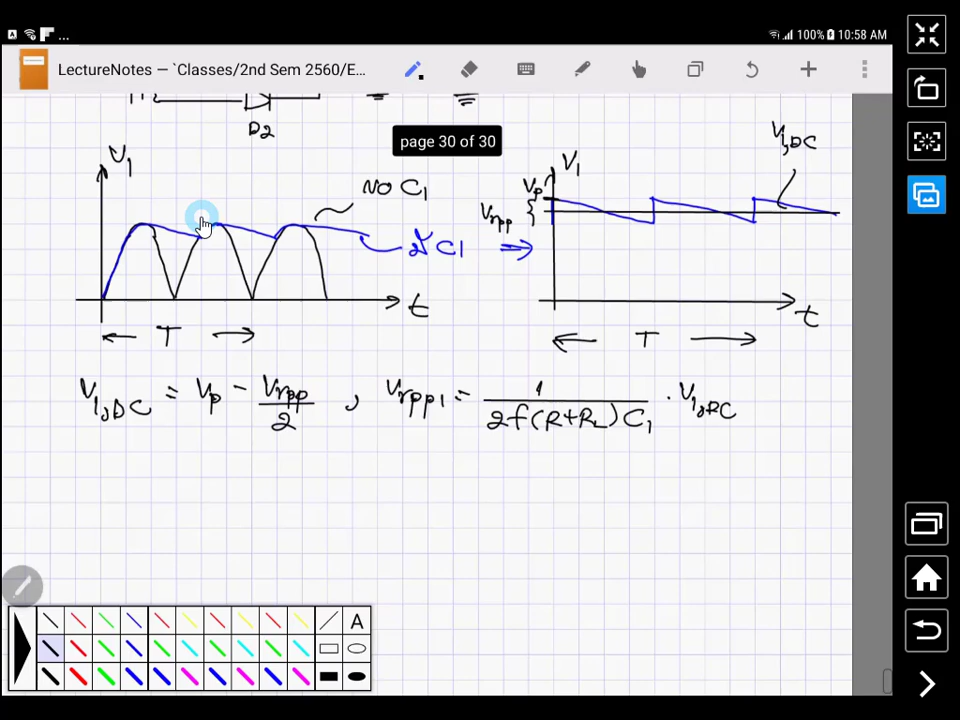 100% 10:58 AM
LectureNotes — `Classes/2nd Sem 2560/E...
D2
page 30 of 30
V1
NO C1
มี C1
t
T
V1
V1,DC
Vp
Vrpp
t
T
V1,DC = Vp - Vrpp/2 , Vrpp1 = 1/2f(R+RL)C1 · V1,DC
A